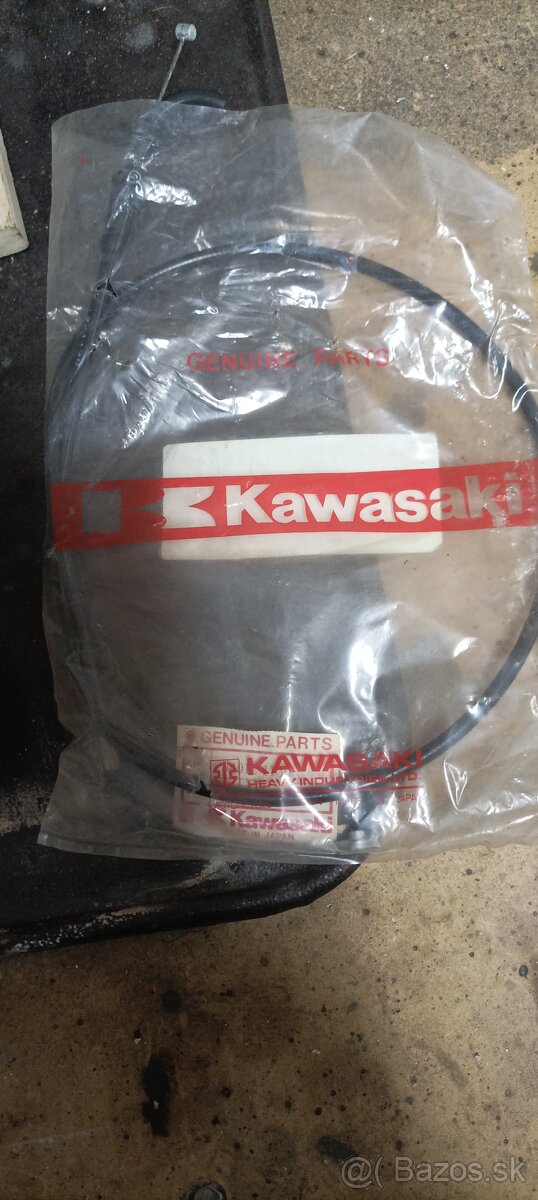 GENUINE PARTS
Kawasaki
GENUINE PARTS
KAWASAKI
HEAVY INDUSTRIES, LTD.
JAPAN
Kawasaki
IN JAPAN
@ Bazos.sk